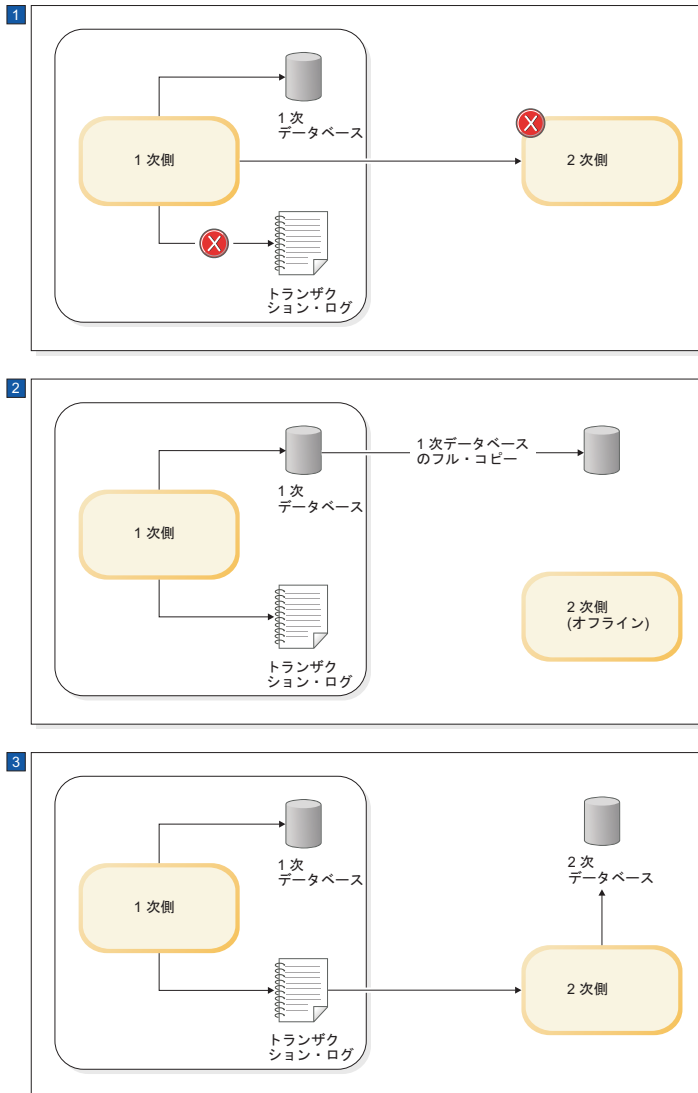 1
1 次
データベース
1 次側
2 次側
トランザク
ション・ログ
2
1 次データベース
のフル・コピー
1 次
データベース
1 次側
2 次側
(オフライン)
トランザク
ション・ログ
3
1 次
データベース
2 次
データベース
1 次側
2 次側
トランザク
ション・ログ